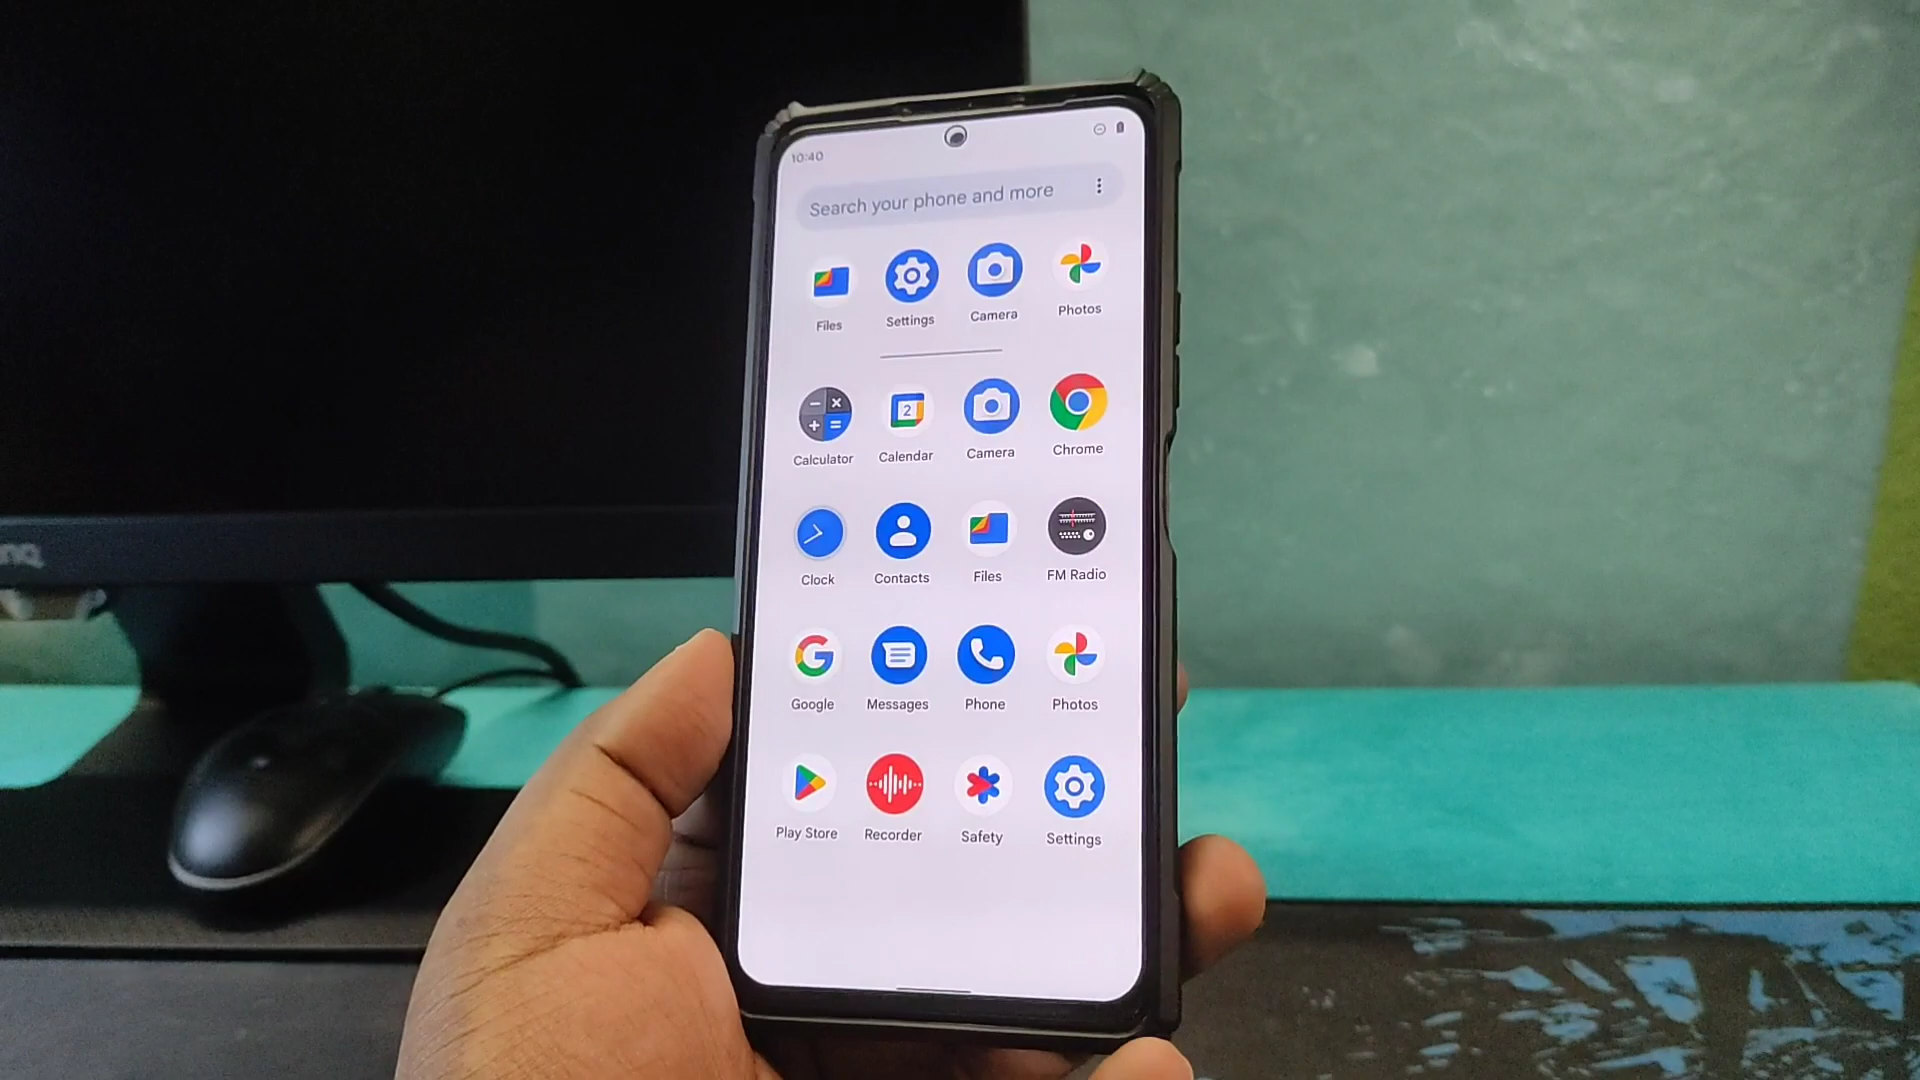 10:40
Search your phone and more
Files Settings Camera Photos
2
Calculator Calendar Camera Chrome
Clock Contacts Files FM Radio
G
Google Messages Phone Photos
Play Store Recorder Safety Settings